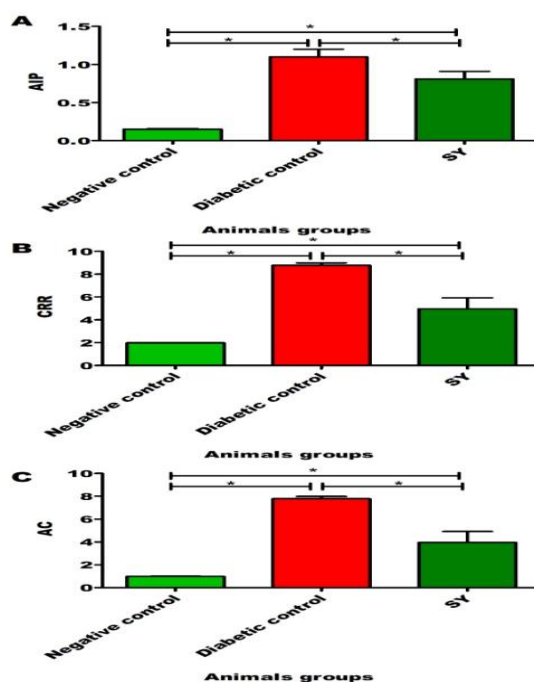 A
*
* *
1.5
1.0
0.5
0.0
AIP
Negative control
Diabetic control
SY
Animals groups
B
*
* *
10
8
6
4
2
0
CRR
Negative control
Diabetic control
SY
Animals groups
C
*
* *
10
8
6
4
2
0
AC
Negative control
Diabetic control
SY
Animals groups